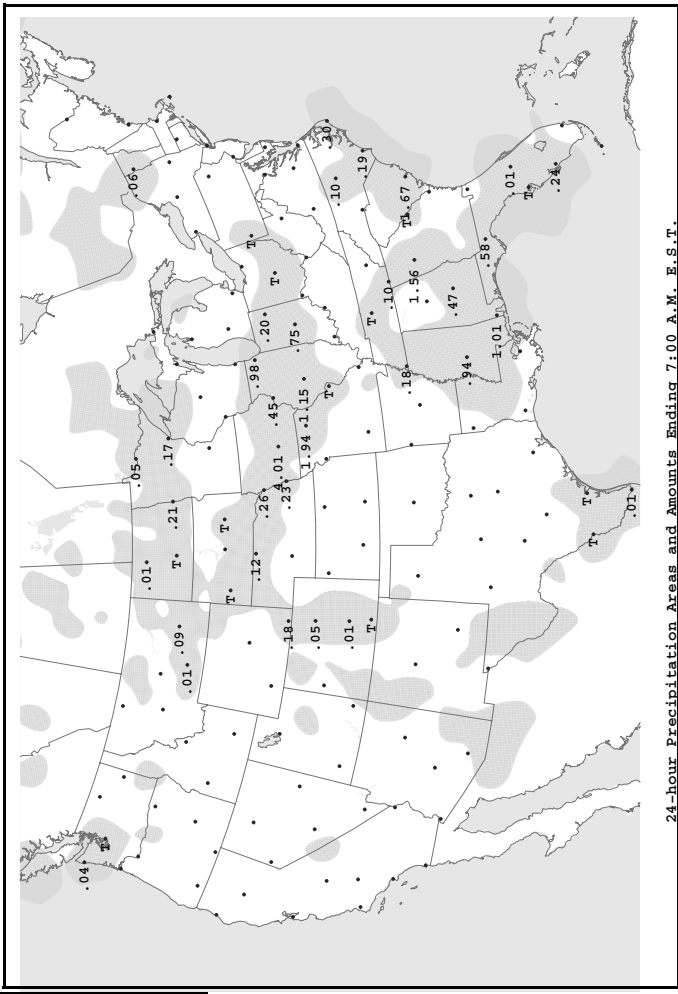 .04
T
.06
.05
.01
.17
.21
T
.09
.01
T
T
T
.98
.12
.26
.20
.45
T
4.01
.23
.18
.75
1.15
1.94
.05
.30
T
.10
.01
.19
T
T
.10
.18
T
1.67
1.56
.47
.94
.58
1.01
.01
T
.24
T
T
.01
24-hour Precipitation Areas and Amounts Ending 7:00 A.M. E.S.T.